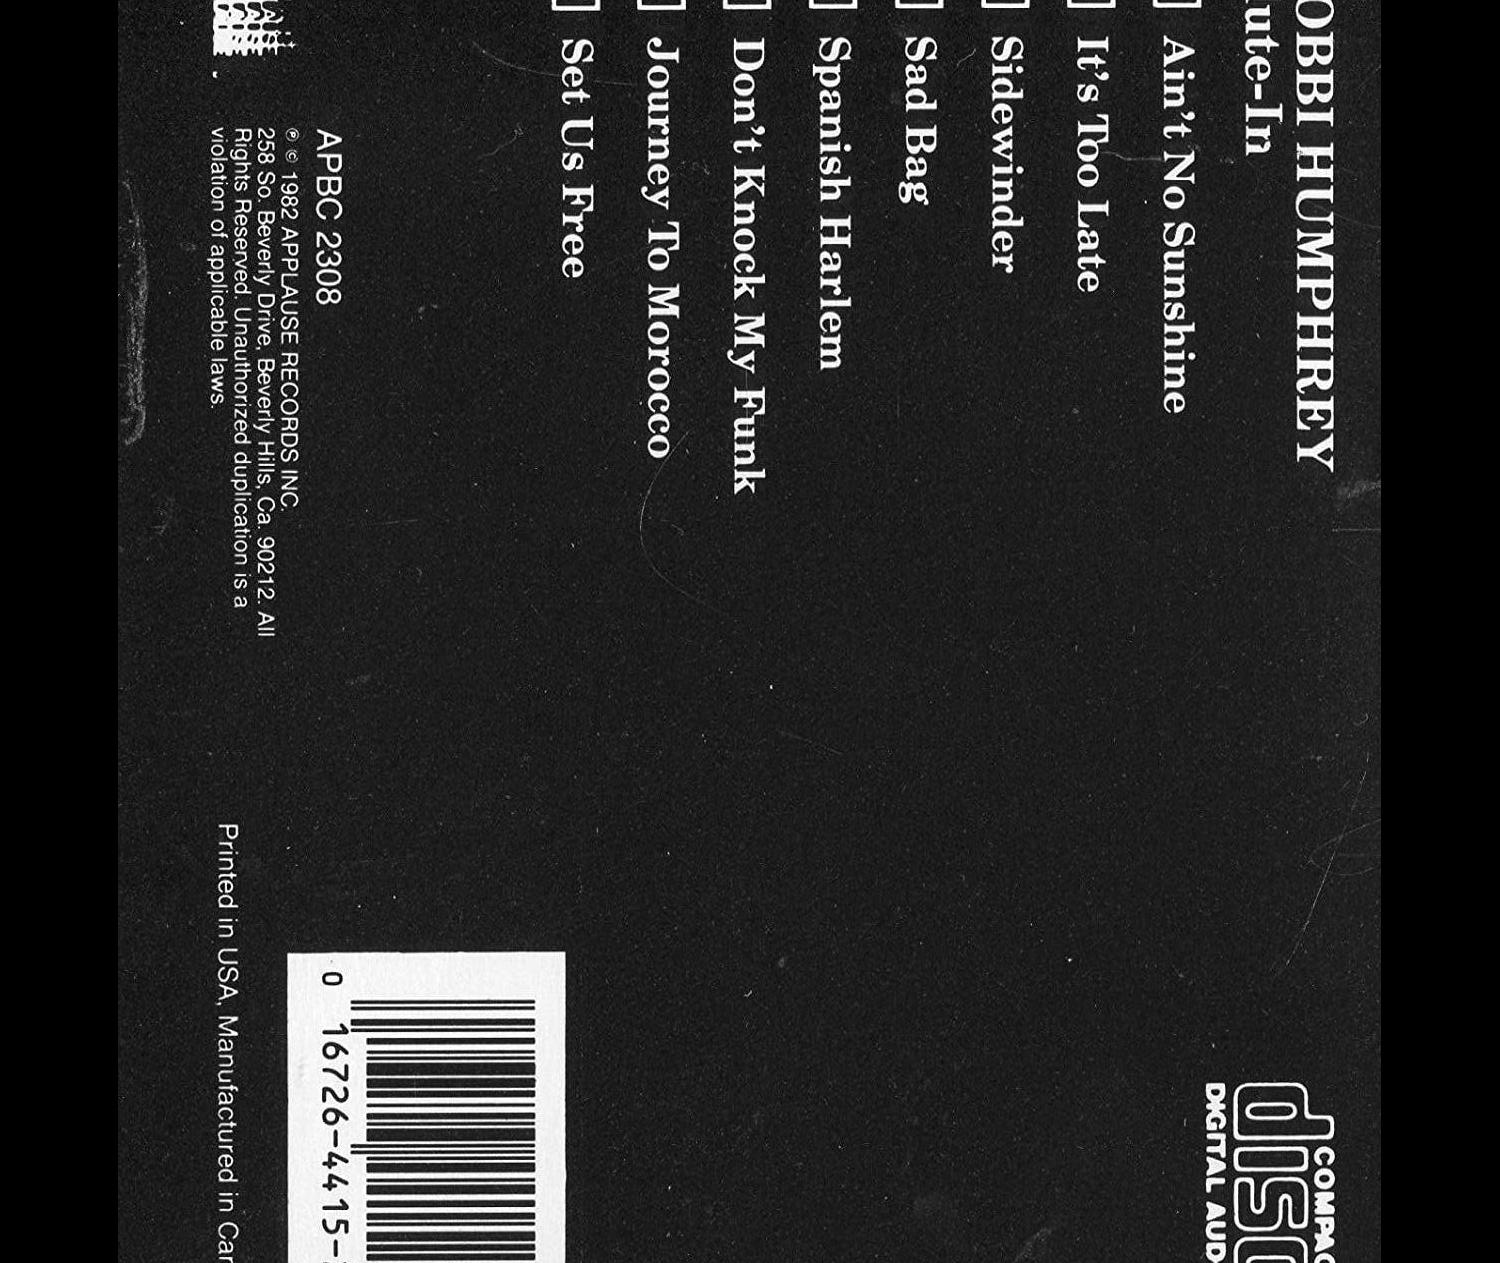 OBBI HUMPHREY
ute-In
Ain't No Sunshine
It's Too Late
Sidewinder
Sad Bag
Spanish Harlem
Don't Knock My Funk
Journey To Morocco
Set Us Free
APBC 2308
℗ © 1982 APPLAUSE RECORDS INC.
258 So. Beverly Drive, Beverly Hills, Ca. 90212. All
Rights Reserved. Unauthorized duplication is a
violation of applicable laws.
Printed in USA, Manufactured in Can
0 16726-4415-
COMPAC
disc
DIGITAL AUD